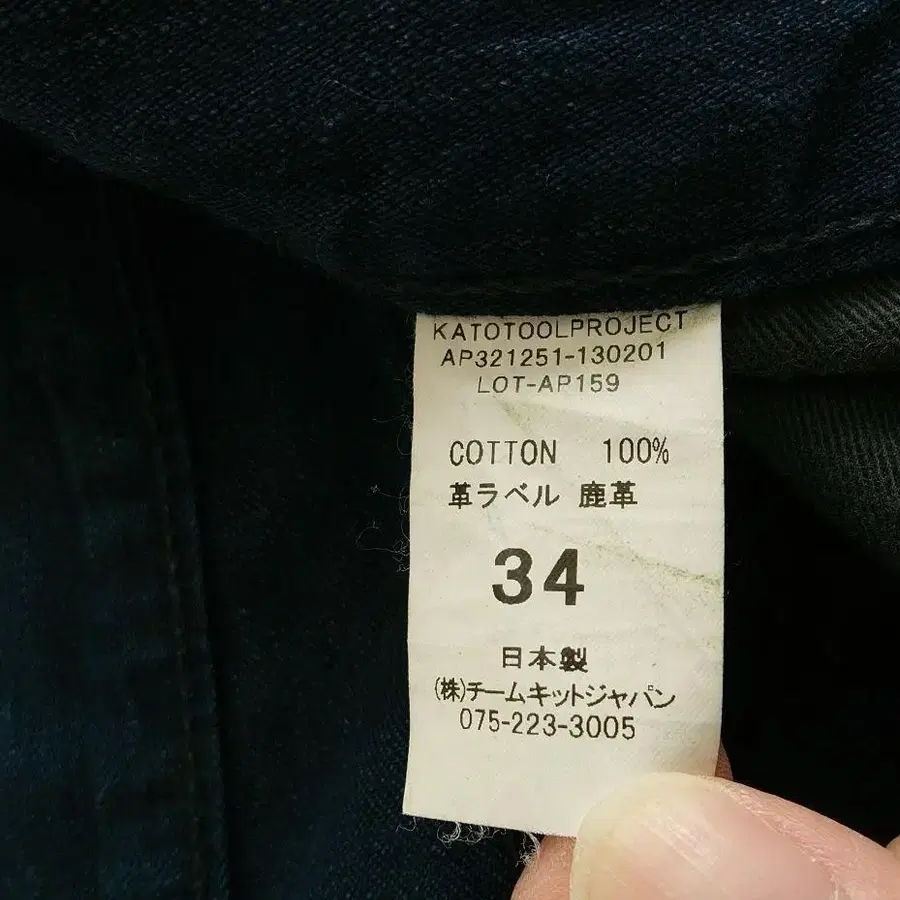 KATOTOOLPROJECT
AP321251-130201
LOT-AP159
COTTON 100%
革ラベル 鹿革
34
日本製
(株)チームキットジャパン
075-223-3005